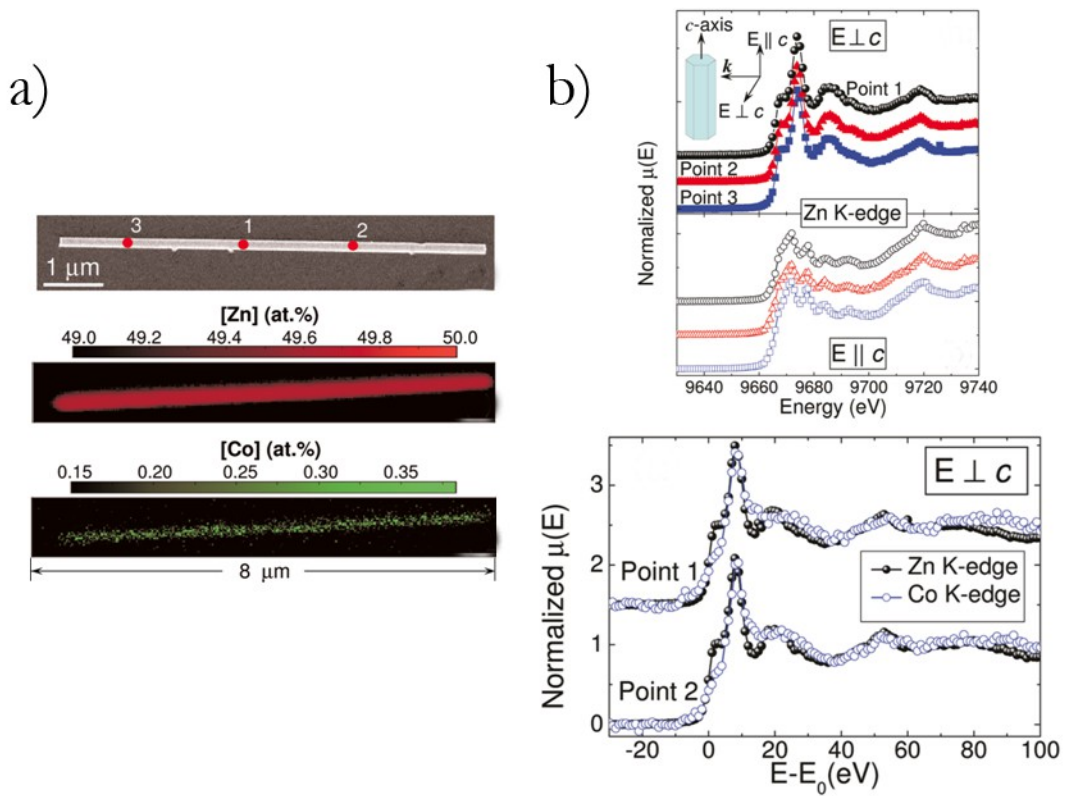 a)
3 1 2
1 μm
[Zn] (at.%)
49.0 49.2 49.4 49.6 49.8 50.0
[Co] (at.%)
0.15 0.20 0.25 0.30 0.35
8 μm
b)
c-axis
E || c
k
E ⊥ c
E ⊥ c
Point 1
Point 2
Point 3
Zn K-edge
E || c
Normalized μ(E)
9640 9660 9680 9700 9720 9740
Energy (eV)
E ⊥ c
3
2
1
0
Point 1
Zn K-edge
Co K-edge
Point 2
Normalized μ(E)
-20 0 20 40 60 80 100
E-E0(eV)